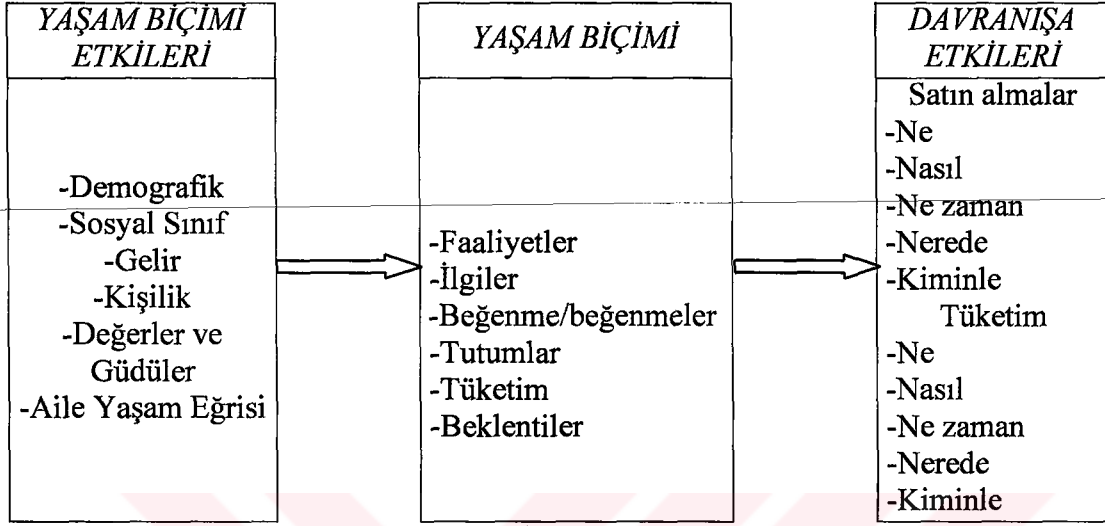 YAŞAM BİÇİMİ
ETKİLERİ
-Demografik
-Sosyal Sınıf
-Gelir
-Kişilik
-Değerler ve
Güdüler
-Aile Yaşam Eğrisi
YAŞAM BİÇİMİ
-Faaliyetler
-İlgiler
-Beğenme/beğenmeler
-Tutumlar
-Tüketim
-Beklentiler
DAVRANIŞA
ETKİLERİ
Satın almalar
-Ne
-Nasıl
-Ne zaman
-Nerede
-Kiminle
Tüketim
-Ne
-Nasıl
-Ne zaman
-Nerede
-Kiminle